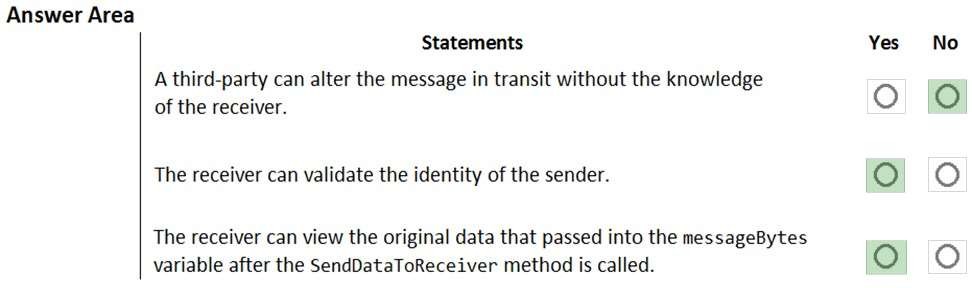 Answer Area
Statements Yes No
A third-party can alter the message in transit without the knowledge
of the receiver.
The receiver can validate the identity of the sender.
The receiver can view the original data that passed into the messageBytes
variable after the SendDataToReceiver method is called.